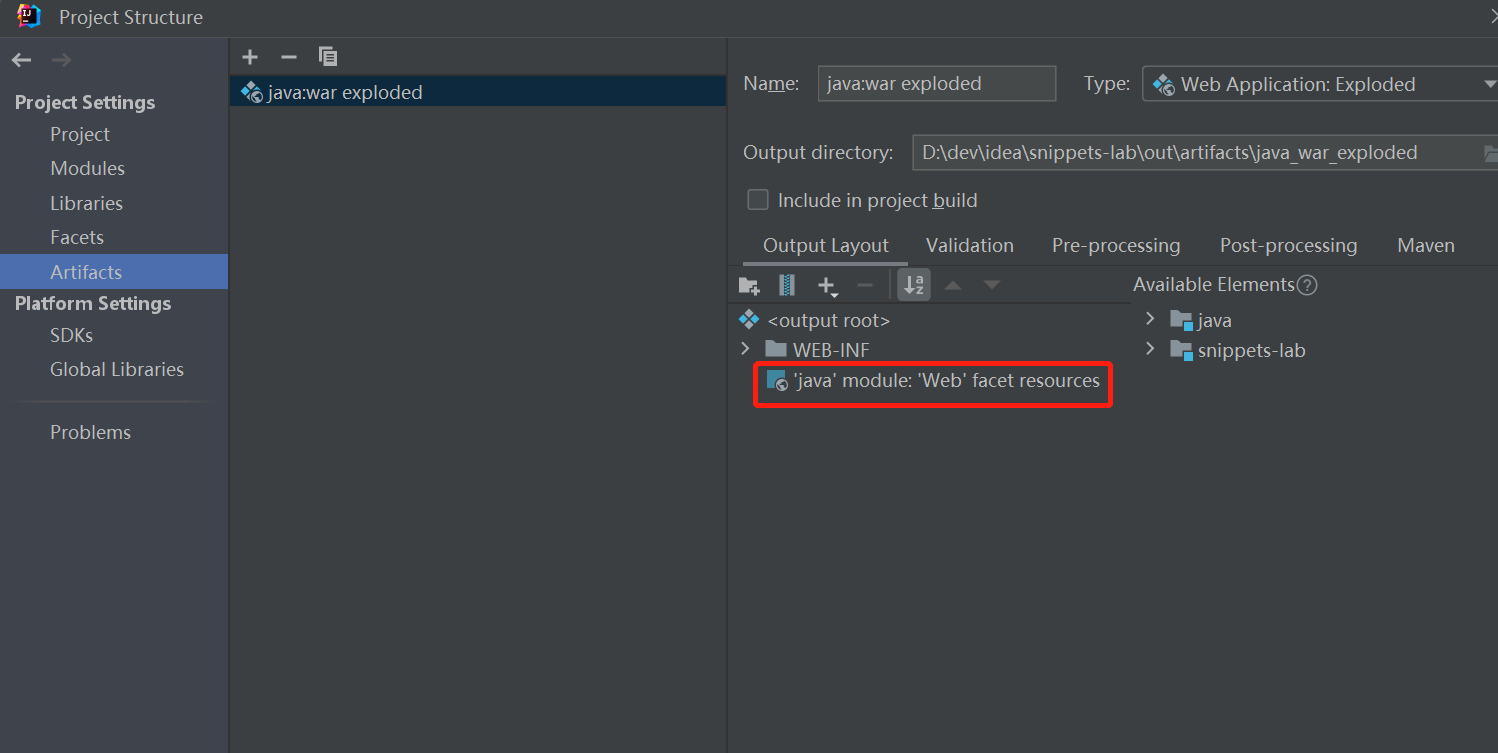 Project Structure
Project Settings
Project
Modules
Libraries
Facets
Artifacts
Platform Settings
SDKs
Global Libraries
Problems
java:war exploded
Name: java:war exploded Type: Web Application: Exploded
Output directory: D:\dev\idea\snippets-lab\out\artifacts\java_war_exploded
Include in project build
Output Layout Validation Pre-processing Post-processing Maven
Available Elements
<output root>
WEB-INF
'java' module: 'Web' facet resources
java
snippets-lab